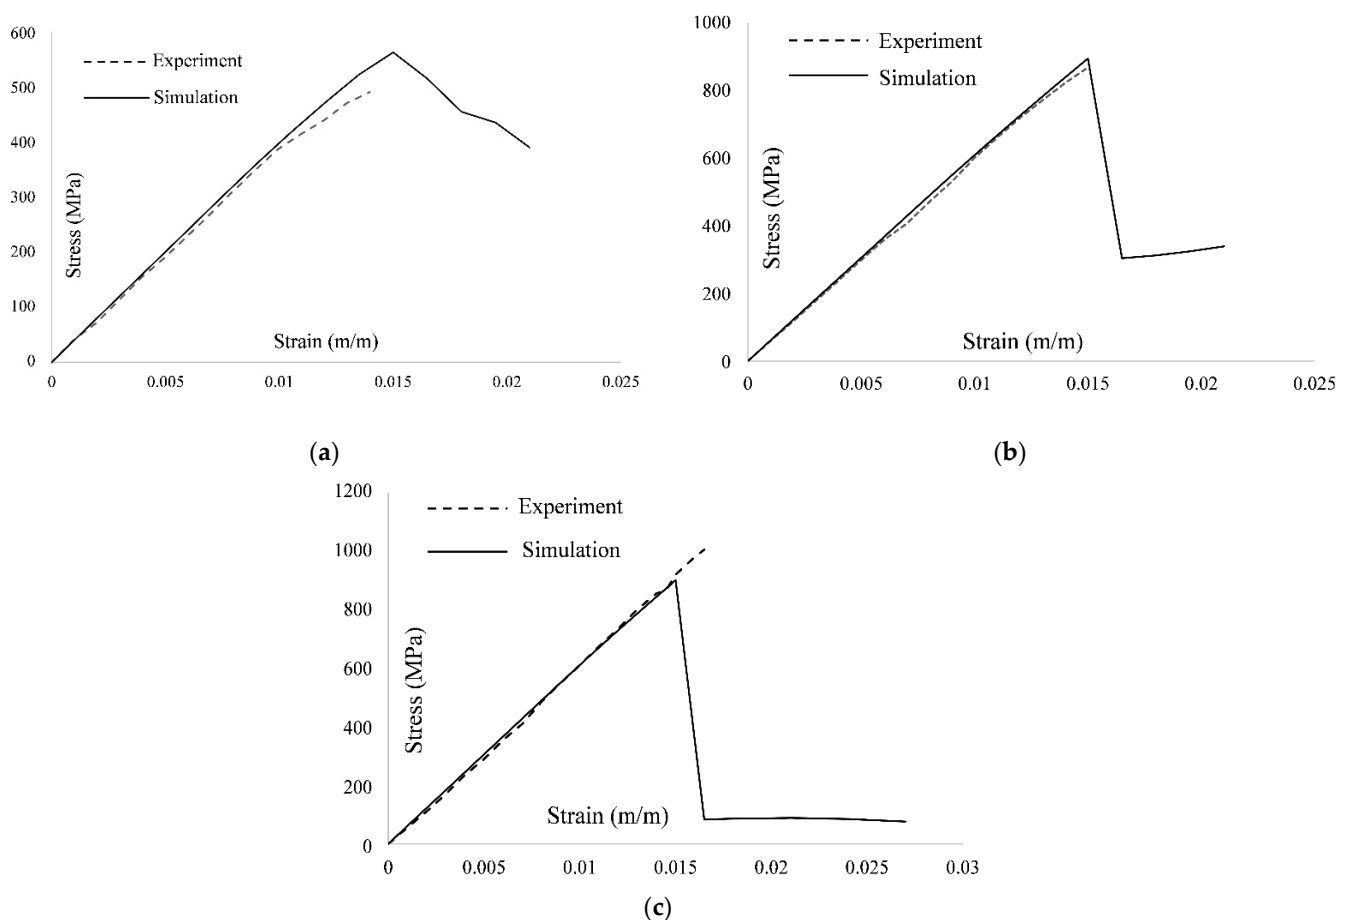 600
500
400
300
200
100
0
Experiment
Simulation
Stress (MPa)
Strain (m/m)
0 0.005 0.01 0.015 0.02 0.025
(a)
1000
800
600
400
200
0
Experiment
Simulation
Stress (MPa)
Strain (m/m)
0 0.005 0.01 0.015 0.02 0.025
(b)
1200
1000
800
600
400
200
0
Experiment
Simulation
Stress (MPa)
Strain (m/m)
0 0.005 0.01 0.015 0.02 0.025 0.03
(c)